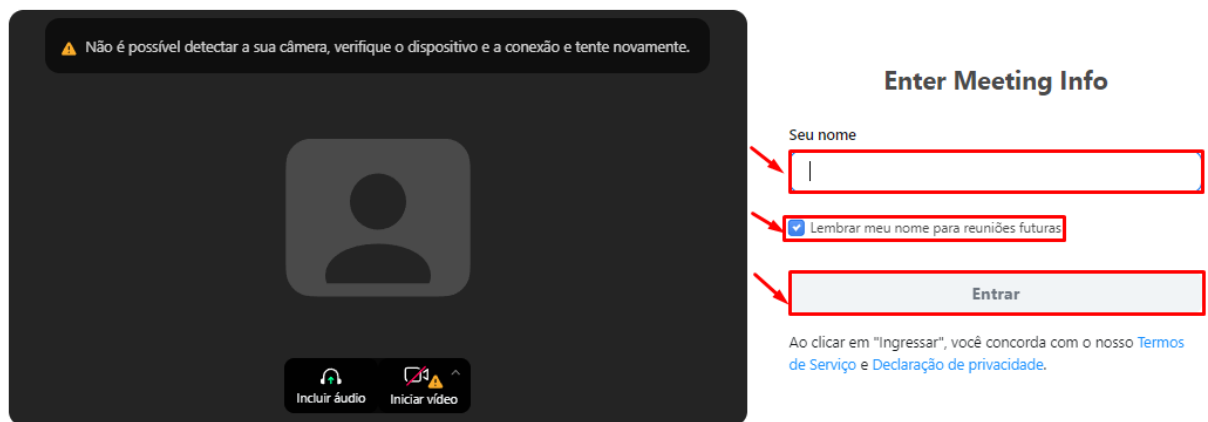 Não é possível detectar a sua câmera, verifique o dispositivo e a conexão e tente novamente.
Incluir áudio
Iniciar vídeo
Enter Meeting Info
Seu nome
Lembrar meu nome para reuniões futuras
Entrar
Ao clicar em "Ingressar", você concorda com o nosso Termos
de Serviço e Declaração de privacidade.